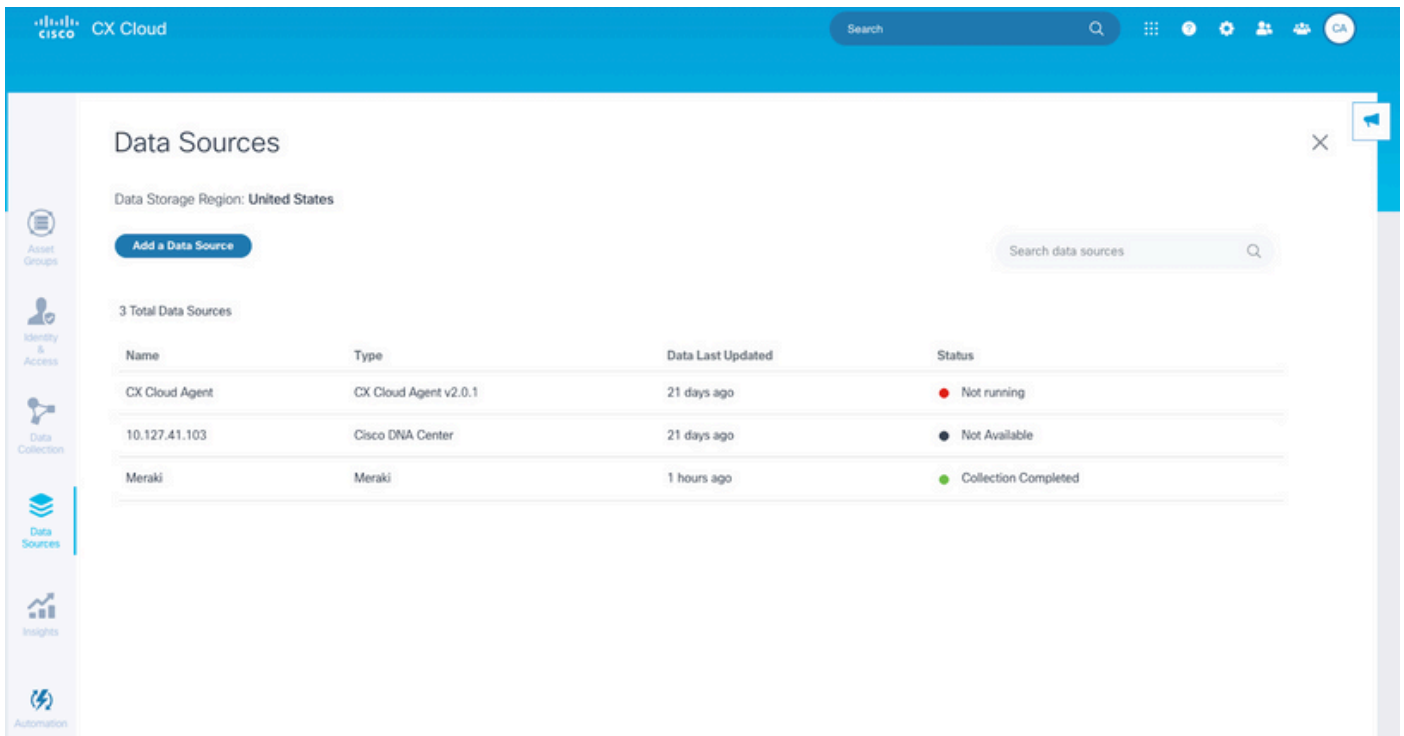 CISCO CX Cloud
Search
CA
Data Sources
Data Storage Region: United States
Add a Data Source
Search data sources
3 Total Data Sources
Name Type Data Last Updated Status
CX Cloud Agent CX Cloud Agent v2.0.1 21 days ago Not running
10.127.41.103 Cisco DNA Center 21 days ago Not Available
Meraki Meraki 1 hours ago Collection Completed
Asset
Groups
Identity
&
Access
Data
Collection
Data
Sources
Insights
Automation